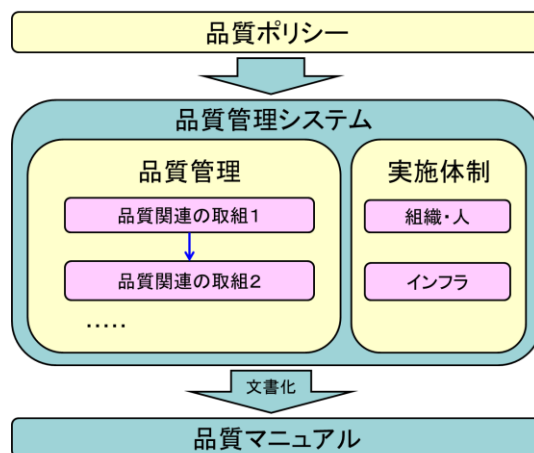 品質ポリシー
品質管理システム
品質管理
品質関連の取組1
品質関連の取組2
‥‥‥
実施体制
組織・人
インフラ
文書化
品質マニュアル